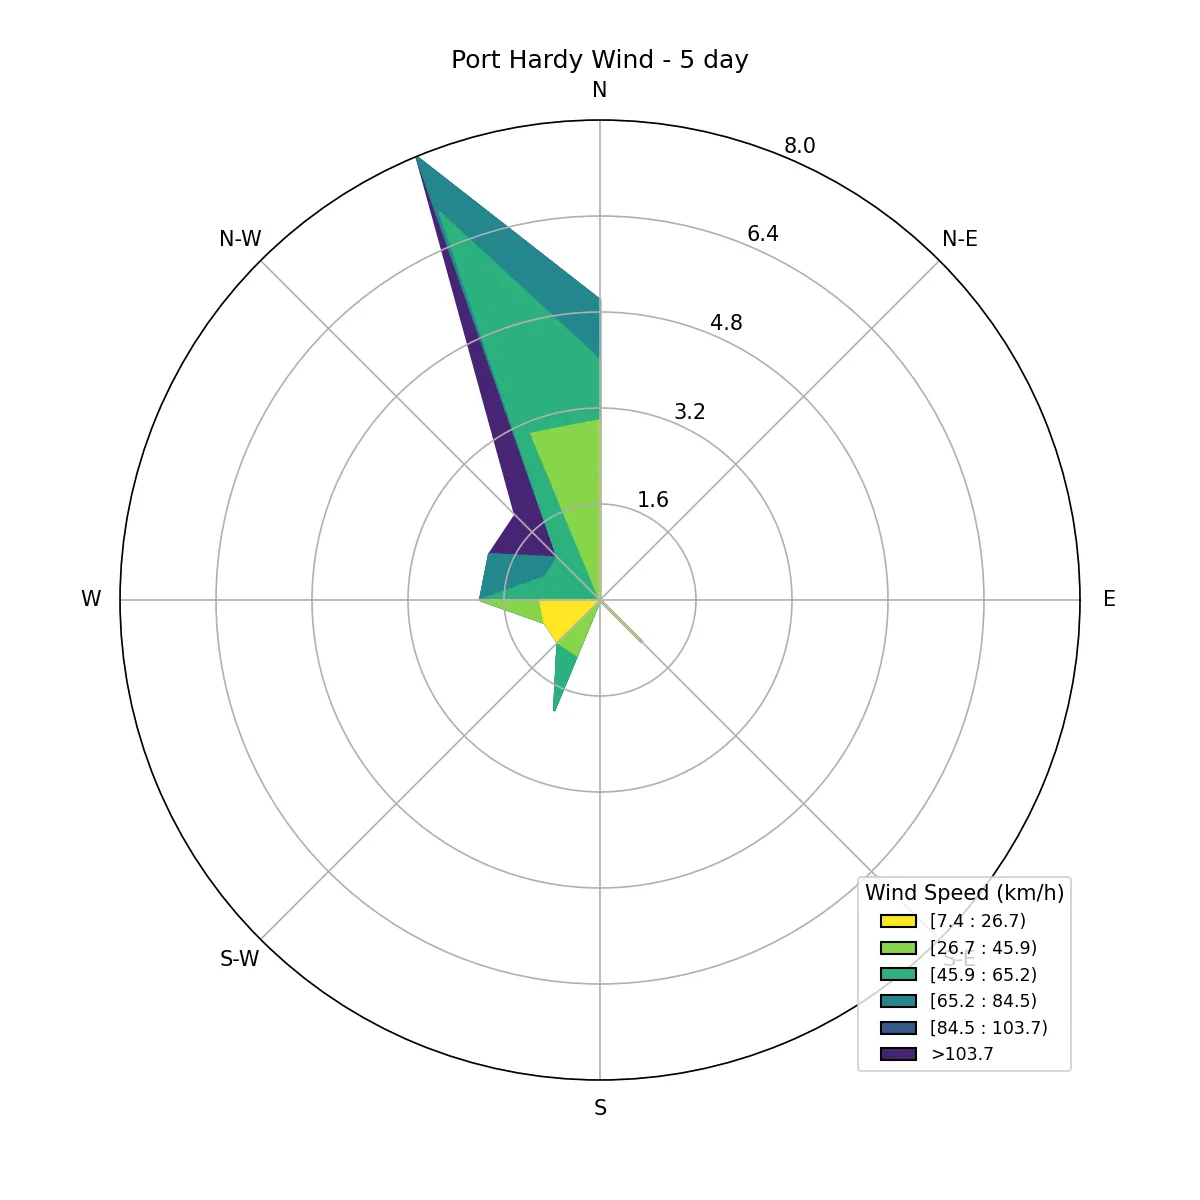 Port Hardy Wind - 5 day
N
8.0
N-W
6.4
N-E
4.8
3.2
1.6
W
E
S-W
S-E
S
Wind Speed (km/h)
[7.4 : 26.7)
[26.7 : 45.9)
[45.9 : 65.2)
[65.2 : 84.5)
[84.5 : 103.7)
>103.7